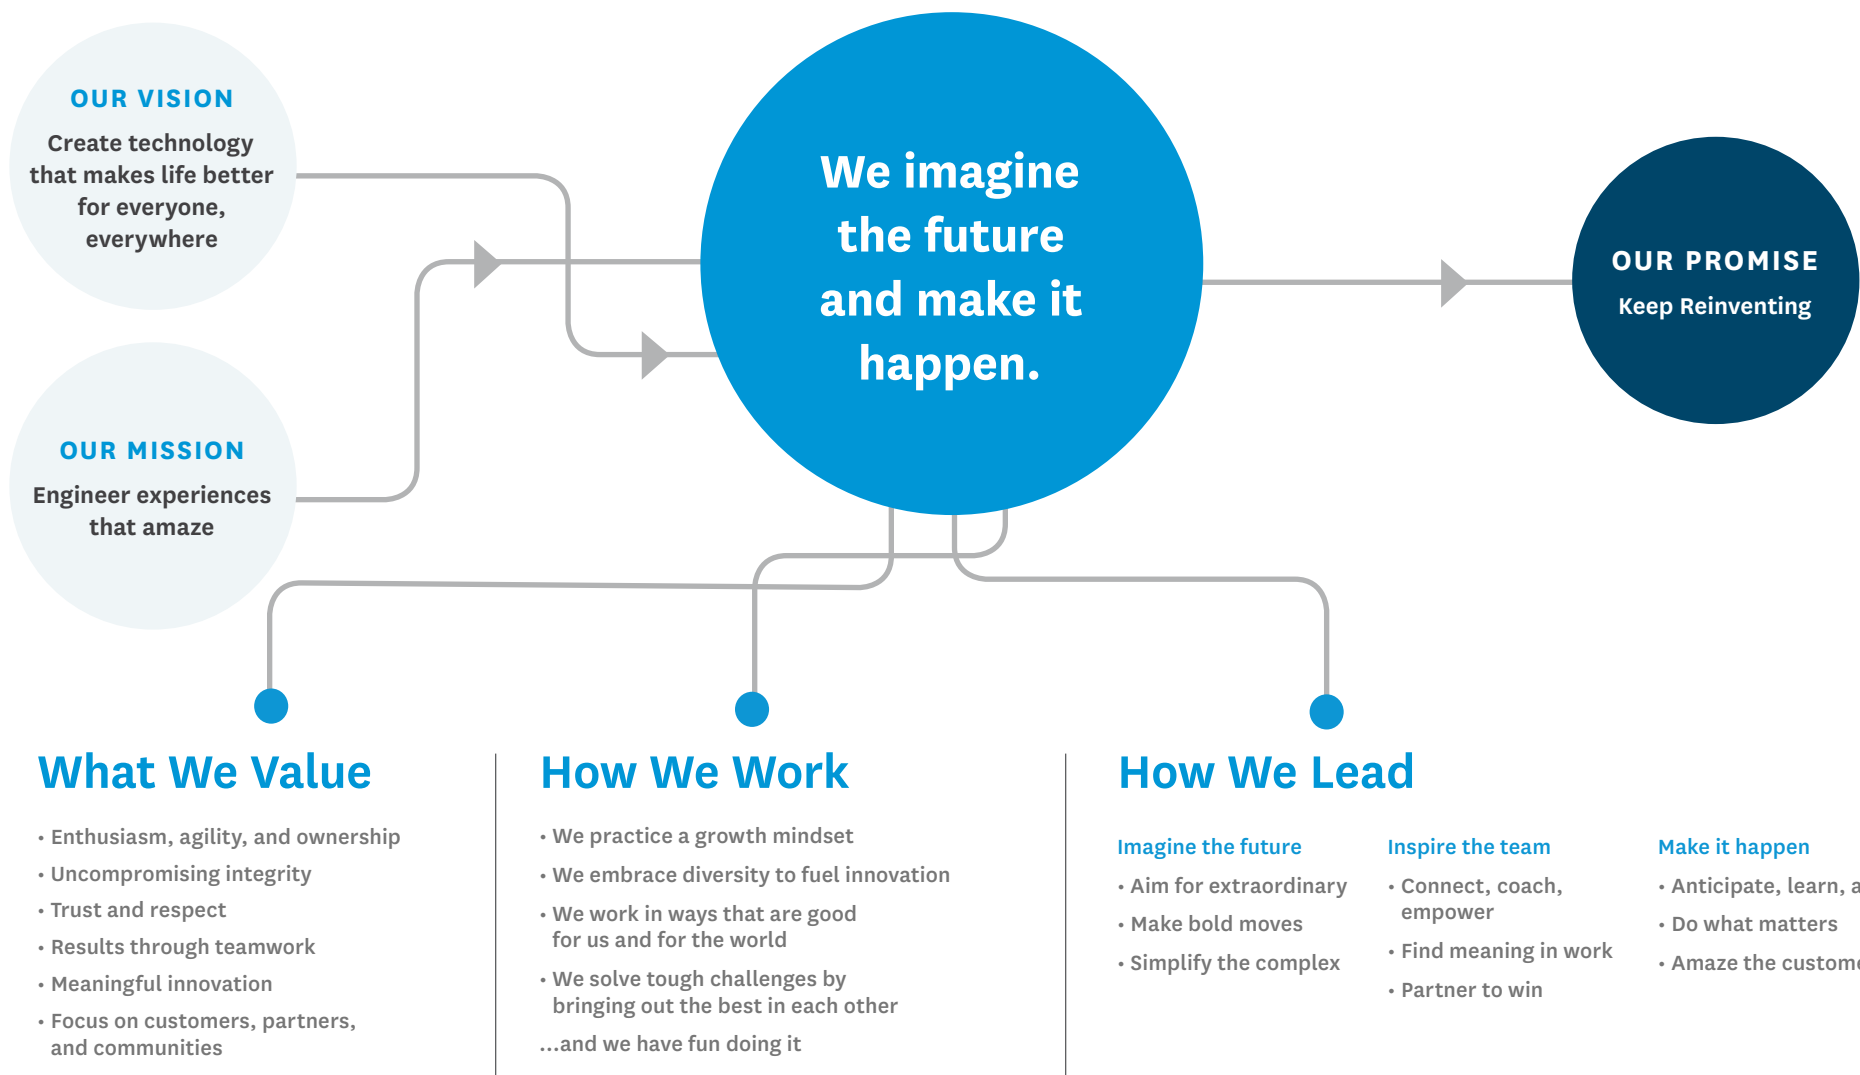 OUR VISION
Create technology
that makes life better
for everyone,
everywhere
OUR MISSION
Engineer experiences
that amaze
We imagine
the future
and make it
happen.
OUR PROMISE
Keep Reinventing
What We Value
• Enthusiasm, agility, and ownership
• Uncompromising integrity
• Trust and respect
• Results through teamwork
• Meaningful innovation
• Focus on customers, partners,
and communities
How We Work
• We practice a growth mindset
• We embrace diversity to fuel innovation
• We work in ways that are good
for us and for the world
• We solve tough challenges by
bringing out the best in each other
...and we have fun doing it
How We Lead
Imagine the future
• Aim for extraordinary
• Make bold moves
• Simplify the complex
Inspire the team
• Connect, coach,
empower
• Find meaning in work
• Partner to win
Make it happen
• Anticipate, learn,
• Do what matters
• Amaze the